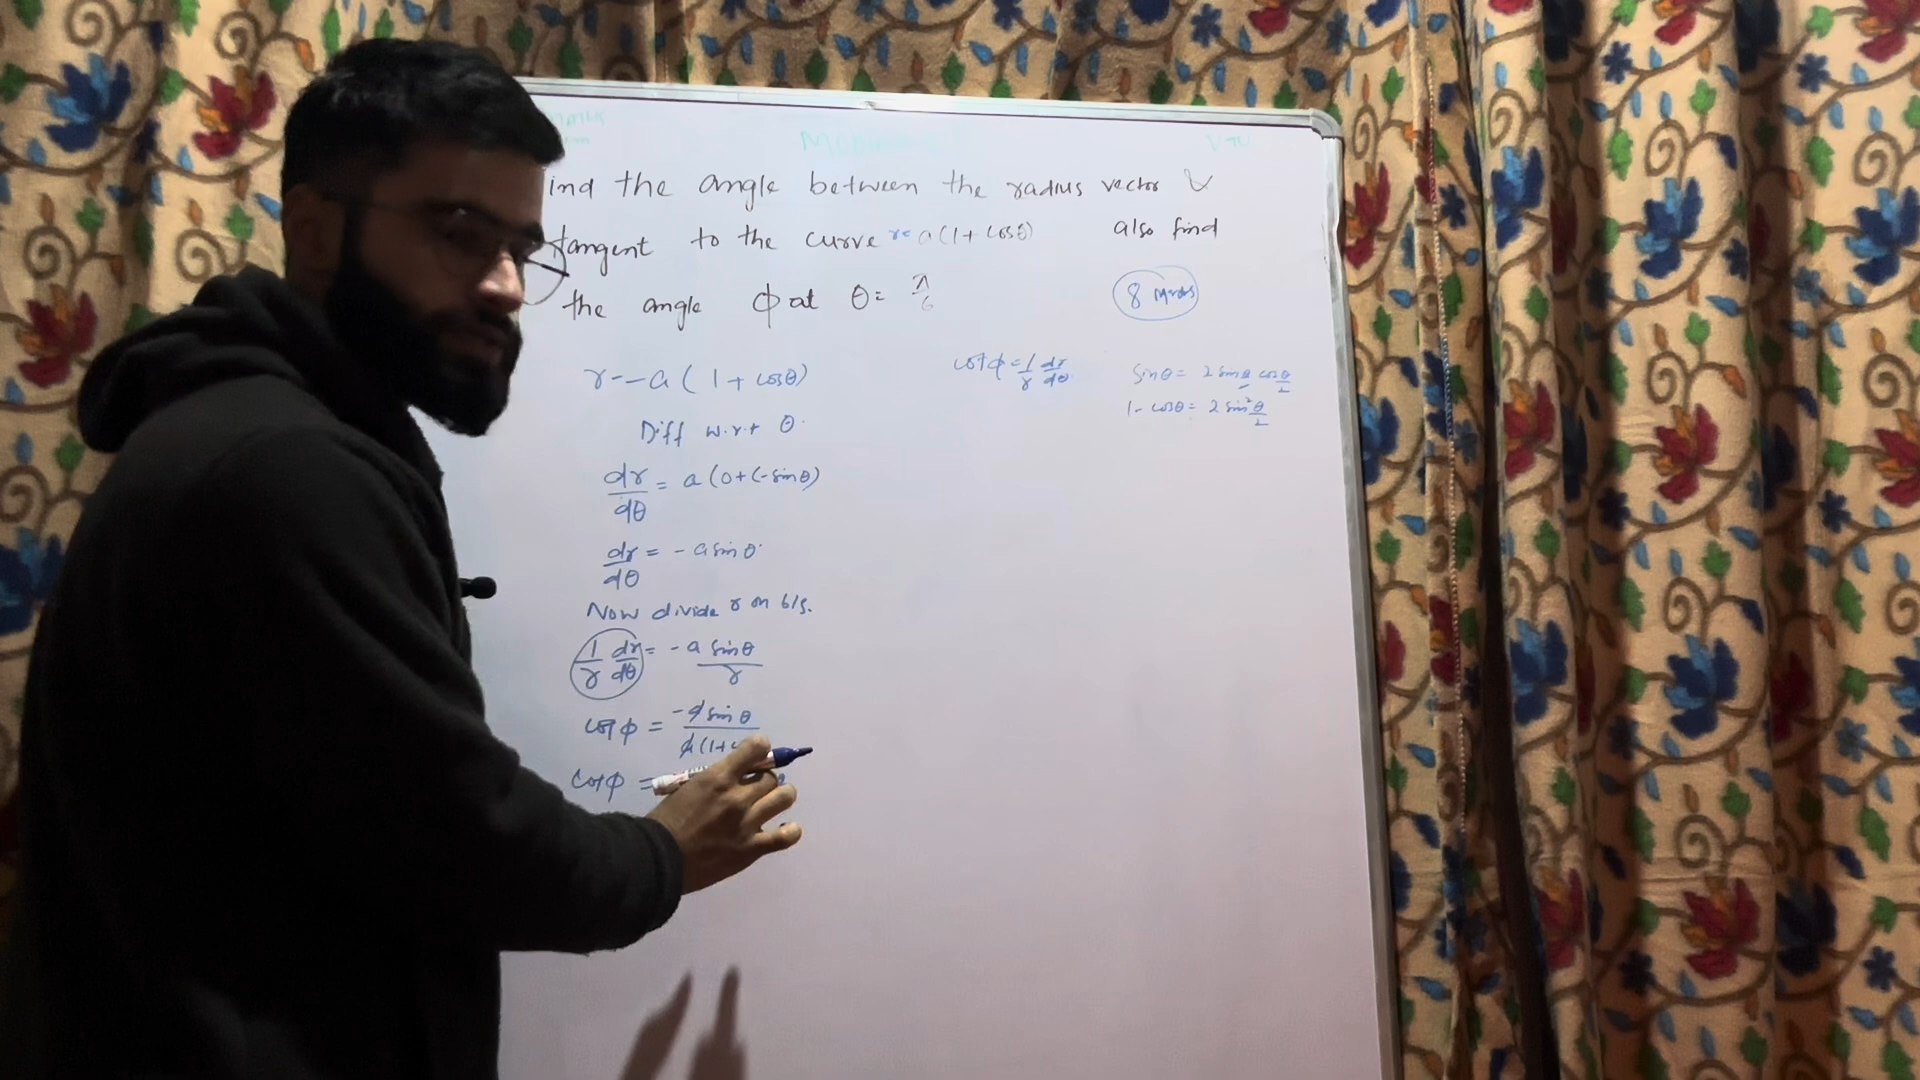 ind the angle between the radius vector &
tangent to the curve r= a(1+cosθ) also find
the angle ϕ at θ= π/6
8 Marks
r=-a(1+cosθ)
Diff w.r.t θ.
dr/dθ = a(0+(-sinθ)
dr/dθ = -asinθ
Now divide r on b/s.
1/r dr/dθ = -a sinθ/r
cotϕ = -a sinθ/a(1+
cotϕ =
cotϕ = 1/r dr/dθ
Sinθ = 2 sinθ/2 cosθ/2
1- cosθ = 2 sin²θ/2